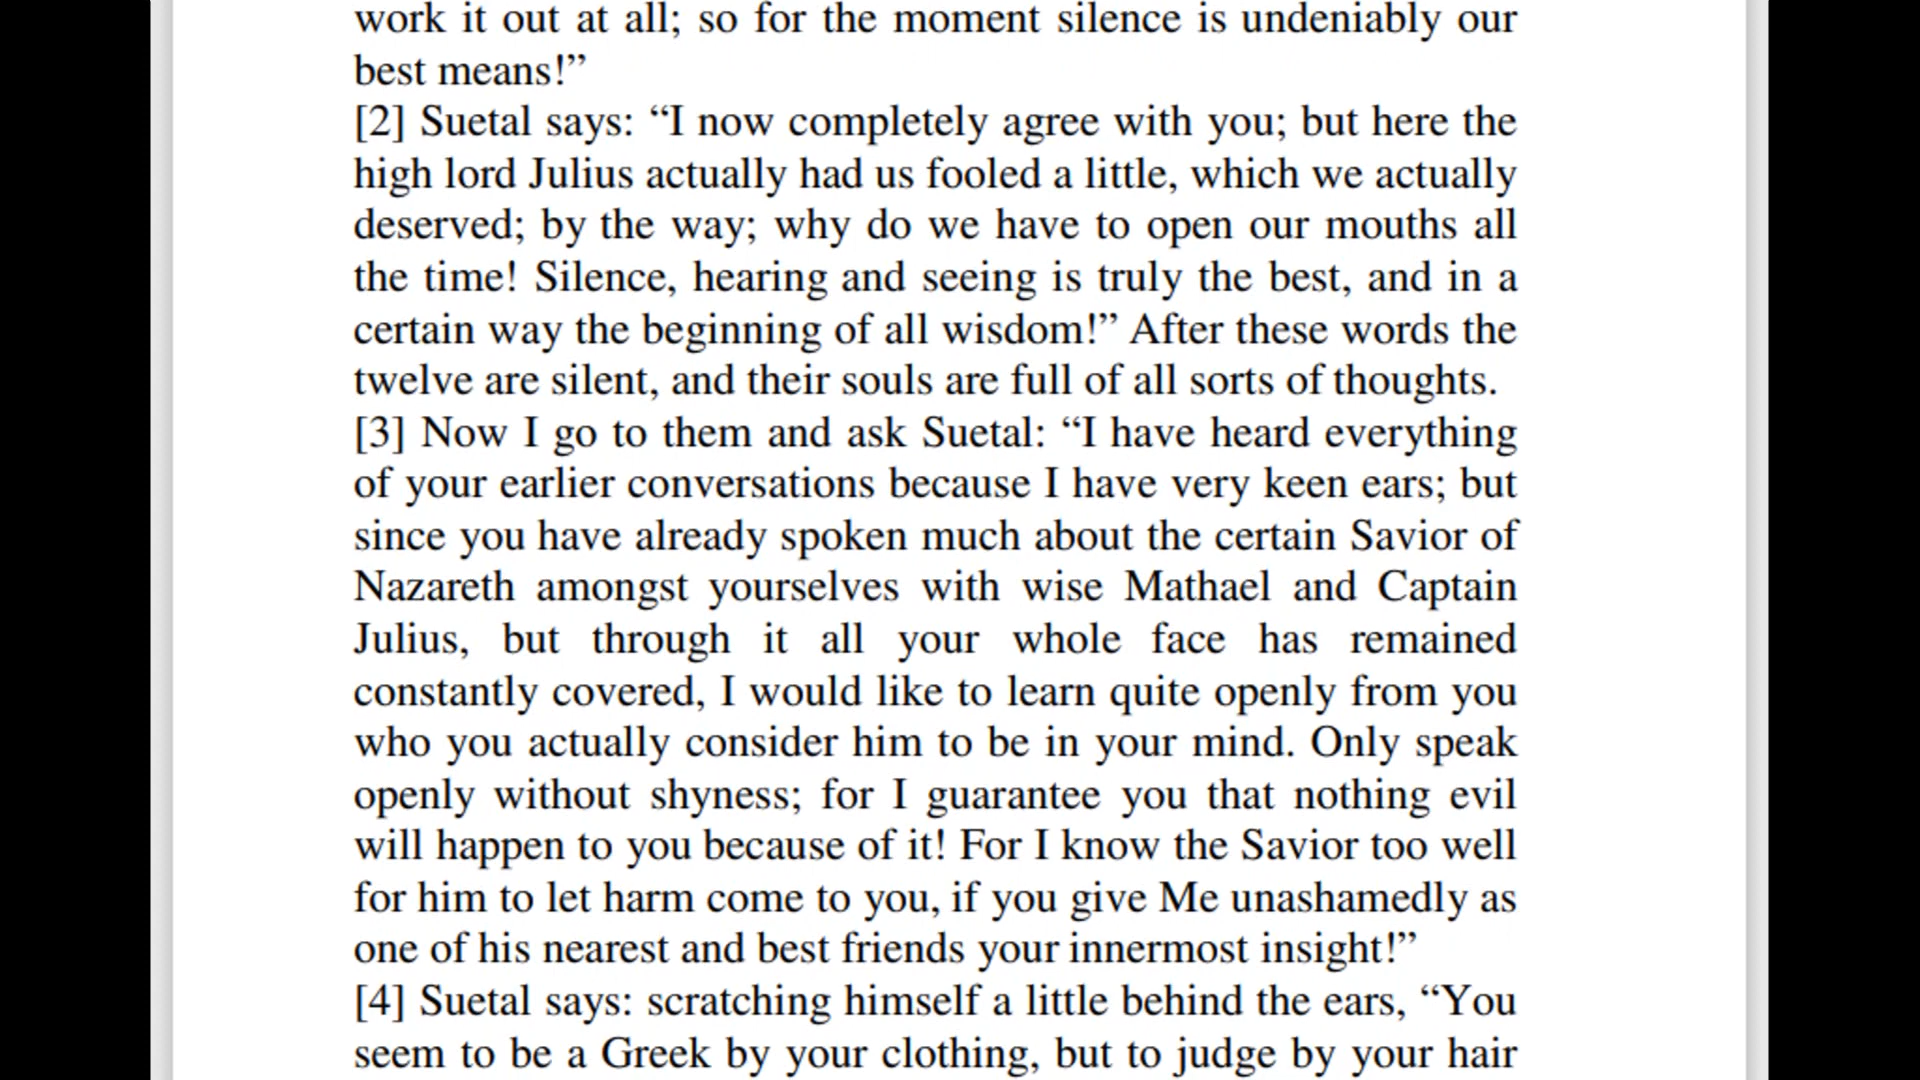 work it out at all; so for the moment silence is undeniably our
best means!”
[2] Suetal says: “I now completely agree with you; but here the
high lord Julius actually had us fooled a little, which we actually
deserved; by the way; why do we have to open our mouths all
the time! Silence, hearing and seeing is truly the best, and in a
certain way the beginning of all wisdom!” After these words the
twelve are silent, and their souls are full of all sorts of thoughts.
[3] Now I go to them and ask Suetal: “I have heard everything
of your earlier conversations because I have very keen ears; but
since you have already spoken much about the certain Savior of
Nazareth amongst yourselves with wise Mathael and Captain
Julius, but through it all your whole face has remained
constantly covered, I would like to learn quite openly from you
who you actually consider him to be in your mind. Only speak
openly without shyness; for I guarantee you that nothing evil
will happen to you because of it! For I know the Savior too well
for him to let harm come to you, if you give Me unashamedly as
one of his nearest and best friends your innermost insight!”
[4] Suetal says: scratching himself a little behind the ears, “You
seem to be a Greek by your clothing, but to judge by your hair